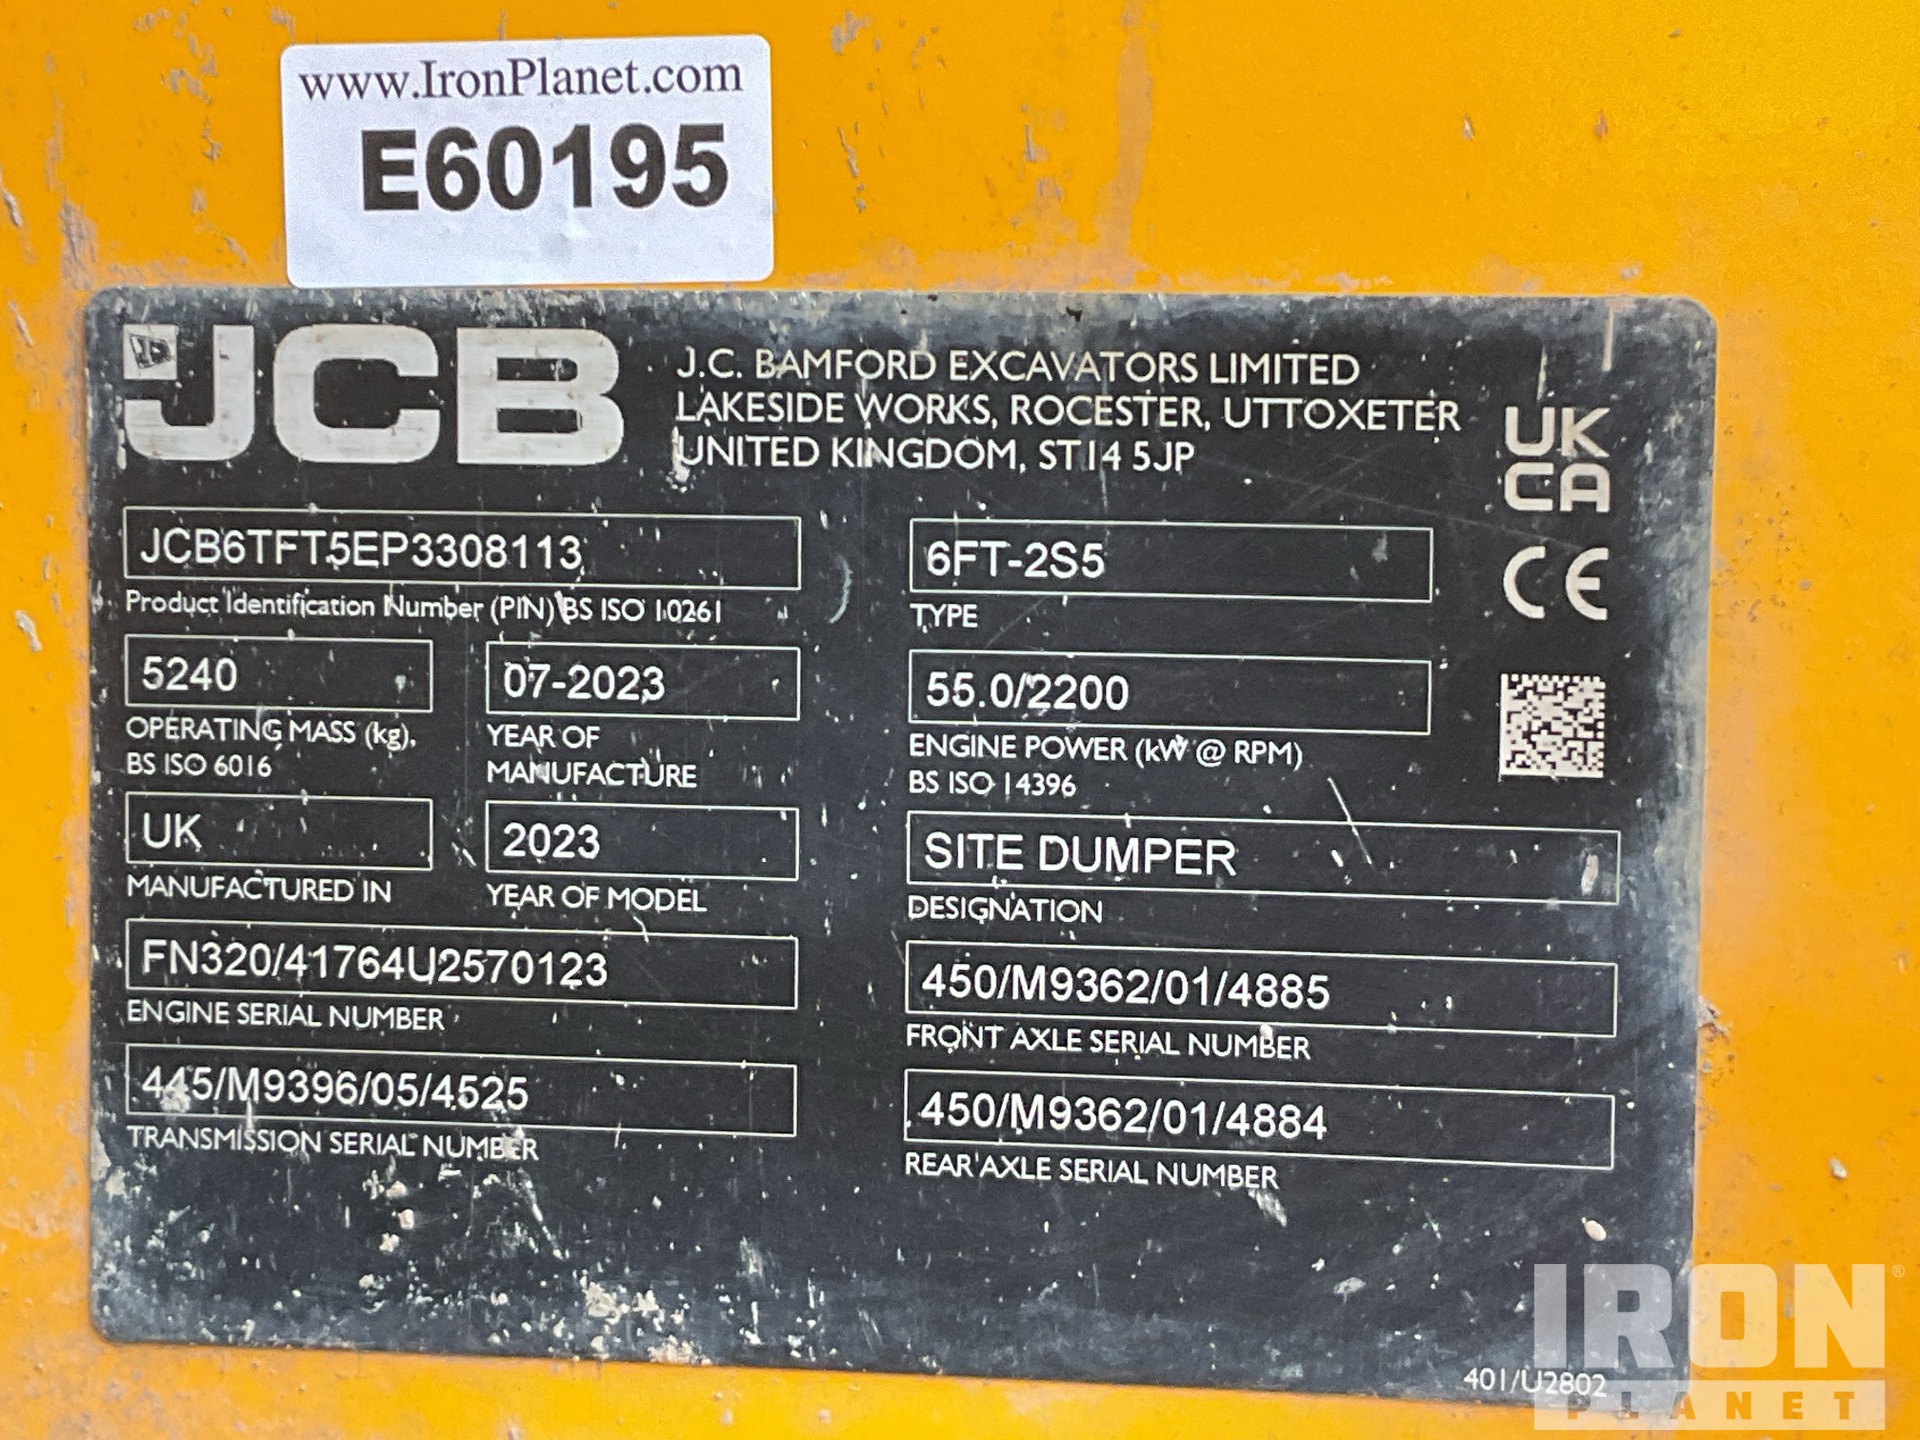 www.IronPlanet.com
E60195
JCB
J.C. BAMFORD EXCAVATORS LIMITED
LAKESIDE WORKS, ROCESTER, UTTOXETER
UNITED KINGDOM, ST14 5JP
UK
CA
CE
JCB6TFT5EP3308113
Product Identification Number (PIN) BS ISO 10261
6FT-2S5
TYPE
5240
OPERATING MASS (kg),
BS ISO 6016
07-2023
YEAR OF
MANUFACTURE
55.0/2200
ENGINE POWER (kW @ RPM)
BS ISO 14396
UK
MANUFACTURED IN
2023
YEAR OF MODEL
SITE DUMPER
DESIGNATION
FN320/41764U2570123
ENGINE SERIAL NUMBER
450/M9362/01/4885
FRONT AXLE SERIAL NUMBER
445/M9396/05/4525
TRANSMISSION SERIAL NUMBER
450/M9362/01/4884
REAR AXLE SERIAL NUMBER
401/U2802
IRON®
PLANET